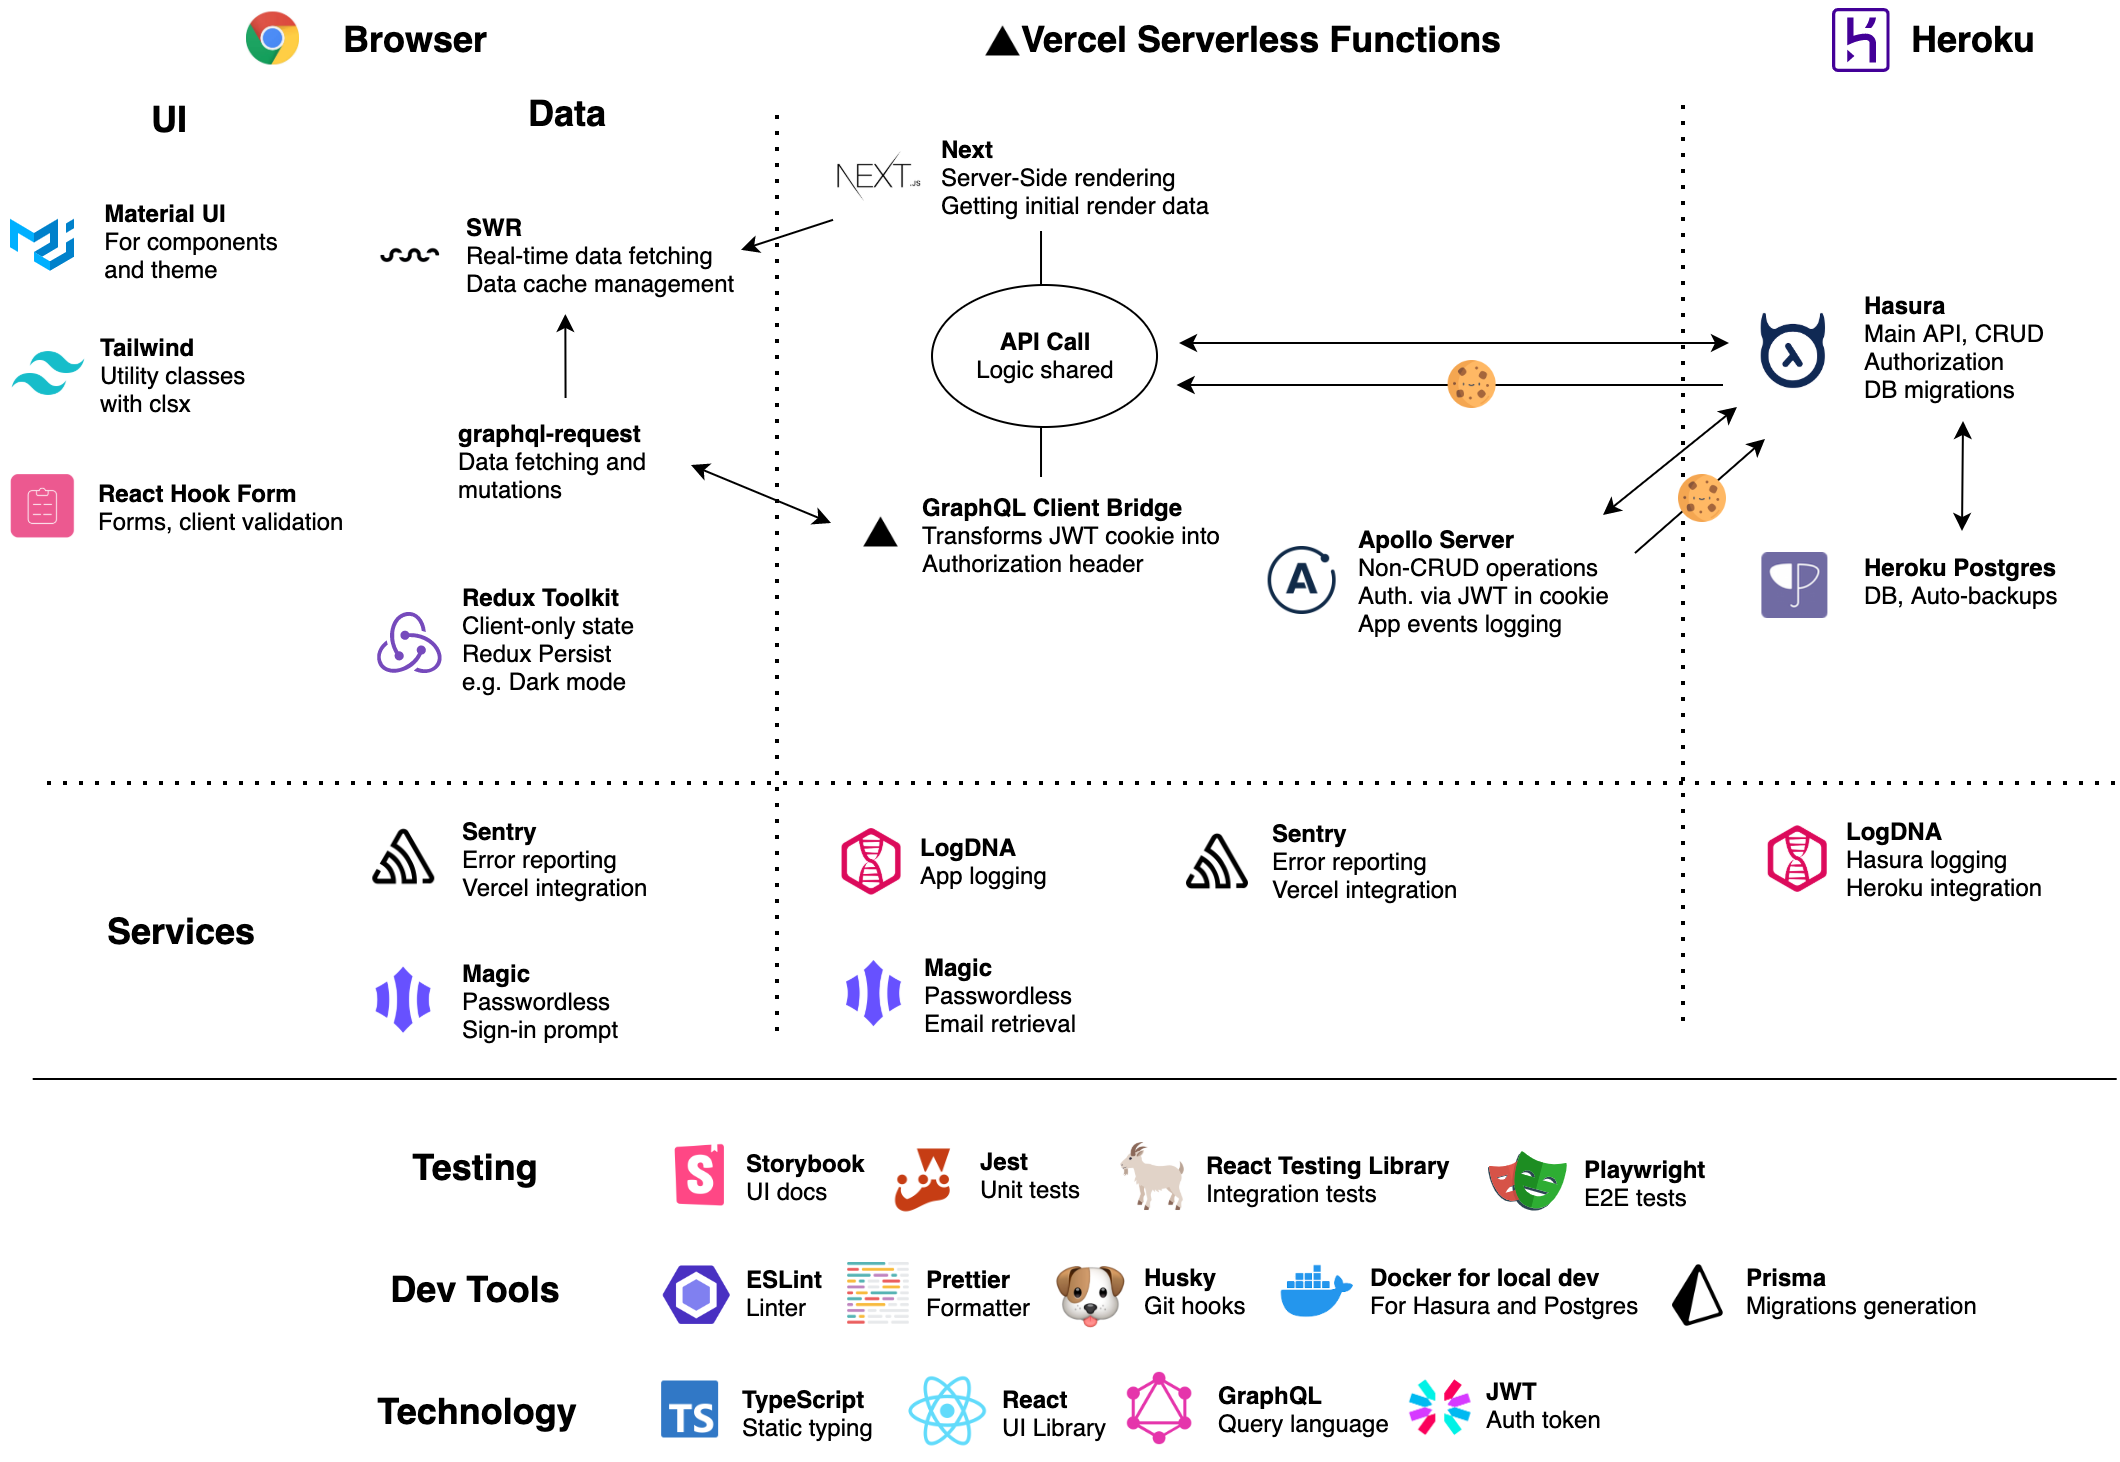 Browser
Vercel Serverless Functions
Heroku
UI
Data
Material UI
For components
and theme
Tailwind
Utility classes
with clsx
React Hook Form
Forms, client validation
SWR
Real-time data fetching
Data cache management
graphql-request
Data fetching and
mutations
Redux Toolkit
Client-only state
Redux Persist
e.g. Dark mode
NEXT.JS
Next
Server-Side rendering
Getting initial render data
API Call
Logic shared
GraphQL Client Bridge
Transforms JWT cookie into
Authorization header
A
Apollo Server
Non-CRUD operations
Auth. via JWT in cookie
App events logging
Hasura
Main API, CRUD
Authorization
DB migrations
Heroku Postgres
DB, Auto-backups
Services
Sentry
Error reporting
Vercel integration
Magic
Passwordless
Sign-in prompt
LogDNA
App logging
Sentry
Error reporting
Vercel integration
Magic
Passwordless
Email retrieval
LogDNA
Hasura logging
Heroku integration
Testing
S
Storybook
UI docs
Jest
Unit tests
React Testing Library
Integration tests
Playwright
E2E tests
Dev Tools
ESLint
Linter
Prettier
Formatter
Husky
Git hooks
Docker for local dev
For Hasura and Postgres
Prisma
Migrations generation
Technology
TS
TypeScript
Static typing
React
UI Library
GraphQL
Query language
JWT
Auth token